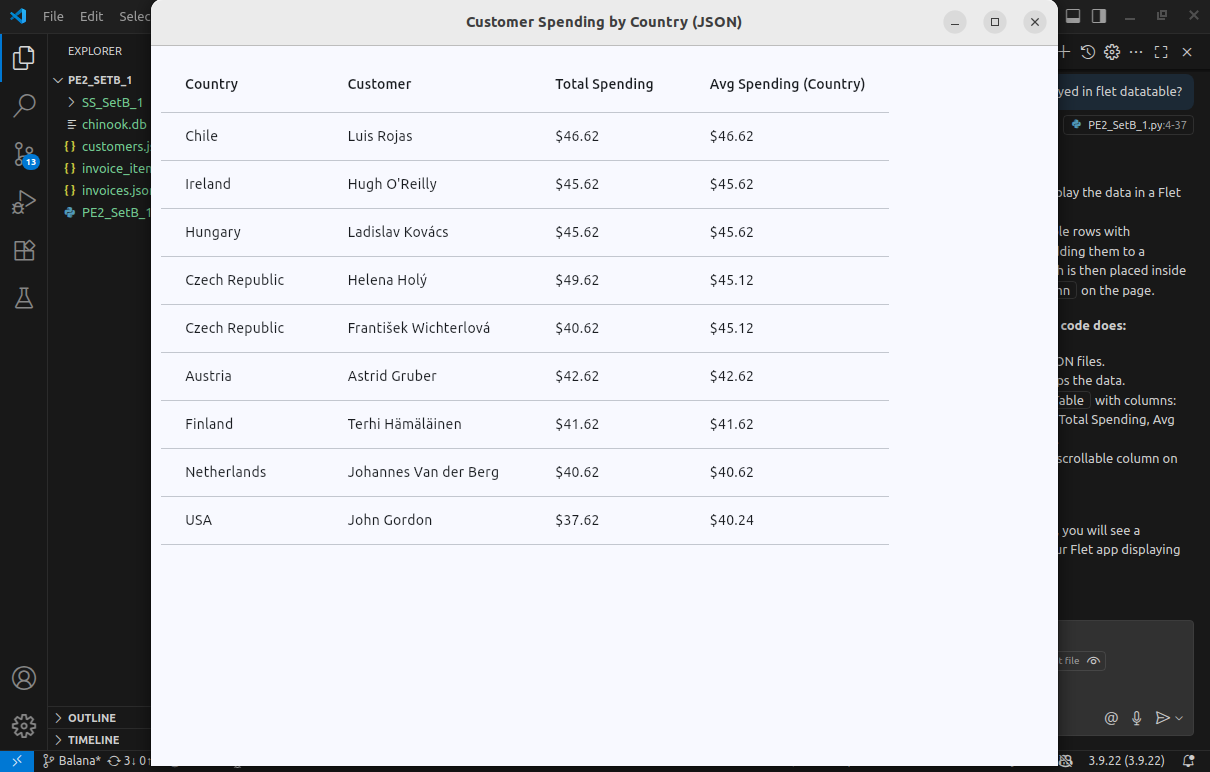 File Edit Selec
Customer Spending by Country (JSON)
EXPLORER
PE2_SETB_1
SS_SetB_1
chinook.db
customers.js
invoice_iten
invoices.jso
PE2_SetB_1
13
Country Customer Total Spending Avg Spending (Country)
Chile Luis Rojas $46.62 $46.62
Ireland Hugh O'Reilly $45.62 $45.62
Hungary Ladislav Kovács $45.62 $45.62
Czech Republic Helena Holý $49.62 $45.12
Czech Republic František Wichterlová $40.62 $45.12
Austria Astrid Gruber $42.62 $42.62
Finland Terhi Hämäläinen $41.62 $41.62
Netherlands Johannes Van der Berg $40.62 $40.62
USA John Gordon $37.62 $40.24
yed in flet datatable?
PE2_SetB_1.py:4-37
play the data in a Flet
le rows with
lding them to a
h is then placed inside
nn on the page.
code does:
ON files.
ps the data.
Table with columns:
Total Spending, Avg
scrollable column on
you will see a
ur Flet app displaying
t file
@
OUTLINE
TIMELINE
Balana* 3↓ 0↑
3.9.22 (3.9.22)